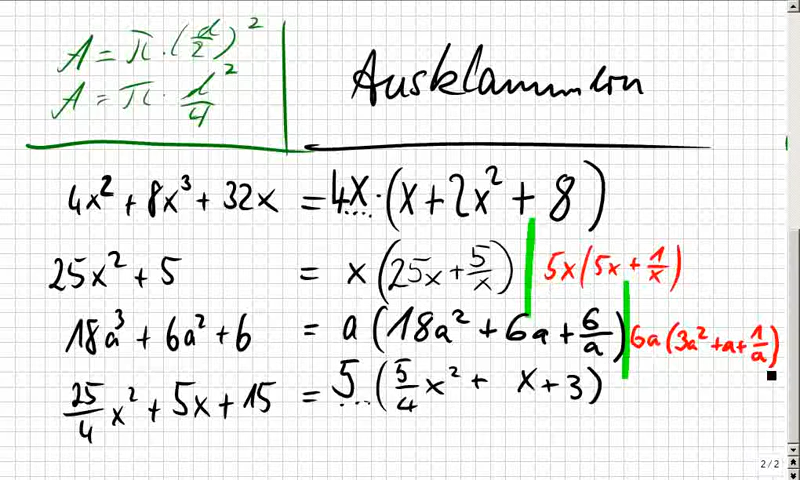 A = π · (d/2)²
A = π · d²/4
Ausklammern
4x² + 8x³ + 32x = 4x · (x + 2x² + 8)
25x² + 5 = x (25x + 5/x) | 5x (5x + 1/x)
18a³ + 6a² + 6 = a (18a² + 6a + 6/a) | 6a (3a² + a + 1/a)
25/4 x² + 5x + 15 = 5 (5/4 x² + x + 3)
2/2